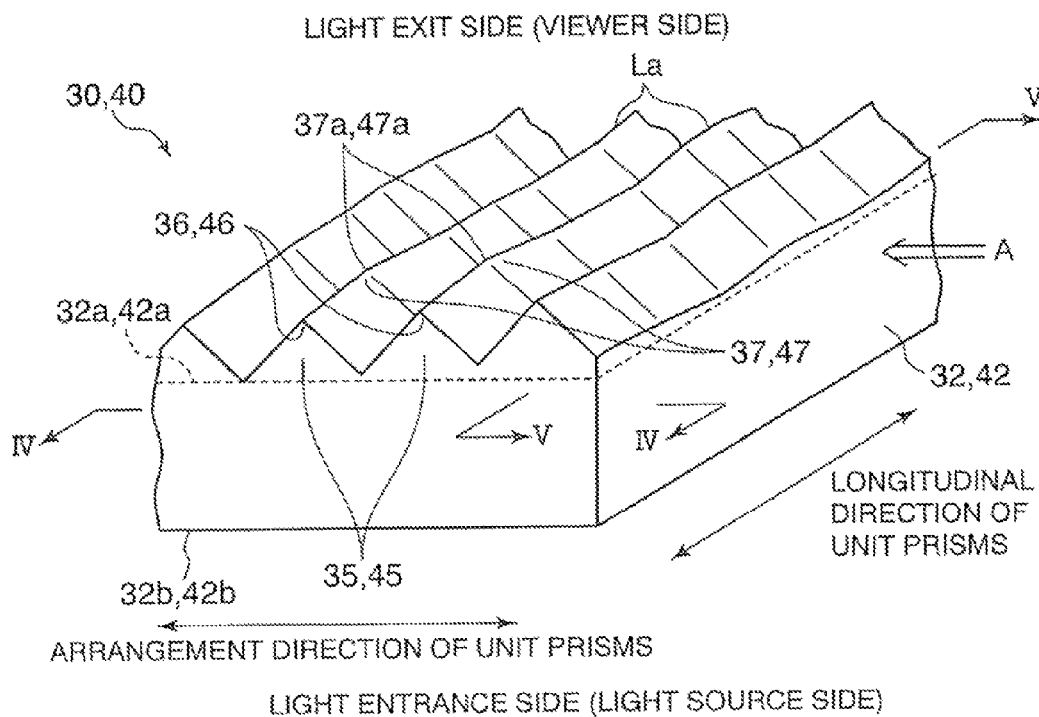 LIGHT EXIT SIDE (VIEWER SIDE)
La
30,40
V
37a,47a
36,46
A
32a,42a
37,47
32,42
IV
V
IV
LONGITUDINAL
DIRECTION OF
UNIT PRISMS
35,45
32b,42b
ARRANGEMENT DIRECTION OF UNIT PRISMS
LIGHT ENTRANCE SIDE (LIGHT SOURCE SIDE)